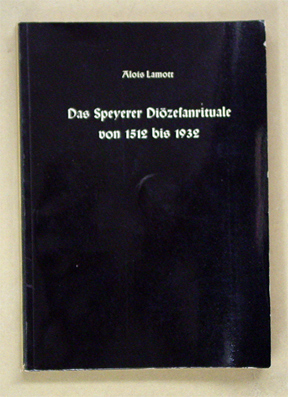 Alois Lamott
Das Speyerer Diözesanrituale
von 1512 bis 1932